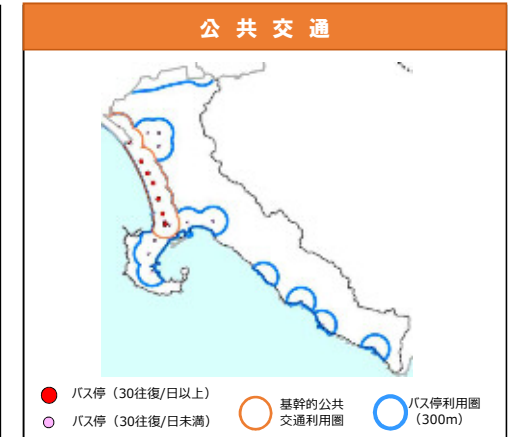 公共交通
バス停（30往復/日以上）
バス停（30往復/日未満）
基幹的公共
交通利用圏
バス停利用圏
（300m）